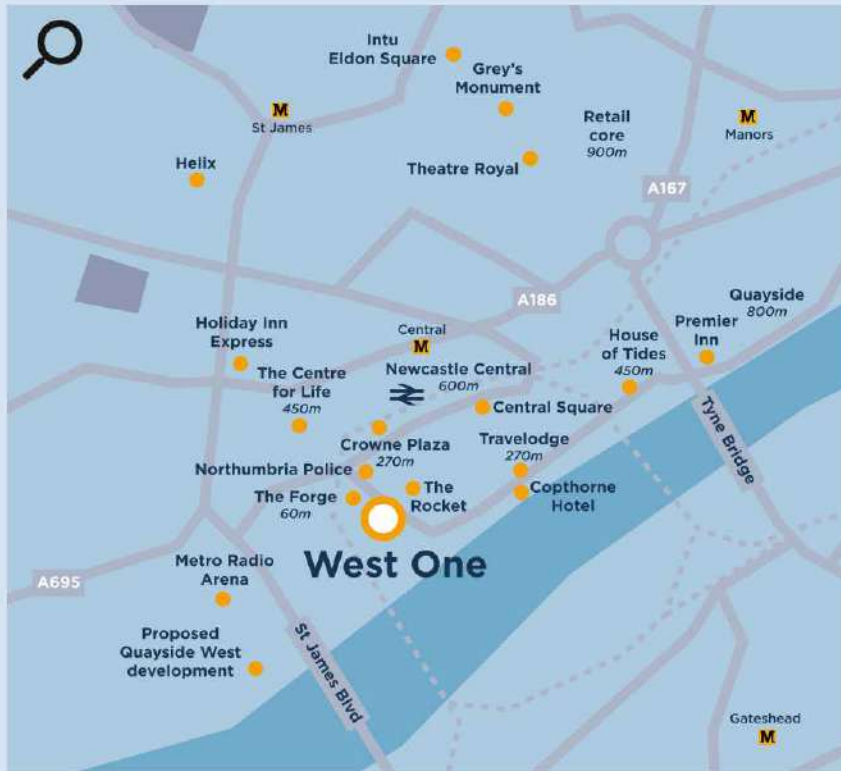 Intu
Eldon Square
Grey's
Monument
M
St James
Retail
core
900m
M
Manors
Helix
Theatre Royal
A167
A186
Quayside
800m
Holiday Inn
Express
Central
M
House
of Tides
450m
Premier
Inn
The Centre
for Life
450m
Newcastle Central
600m
Central Square
Tyne Bridge
Crowne Plaza
270m
Travelodge
270m
Northumbria Police
The Forge
60m
The
Rocket
Copthorne
Hotel
West One
A695
Metro Radio
Arena
Proposed
Quayside West
development
St James Blvd
Gateshead
M